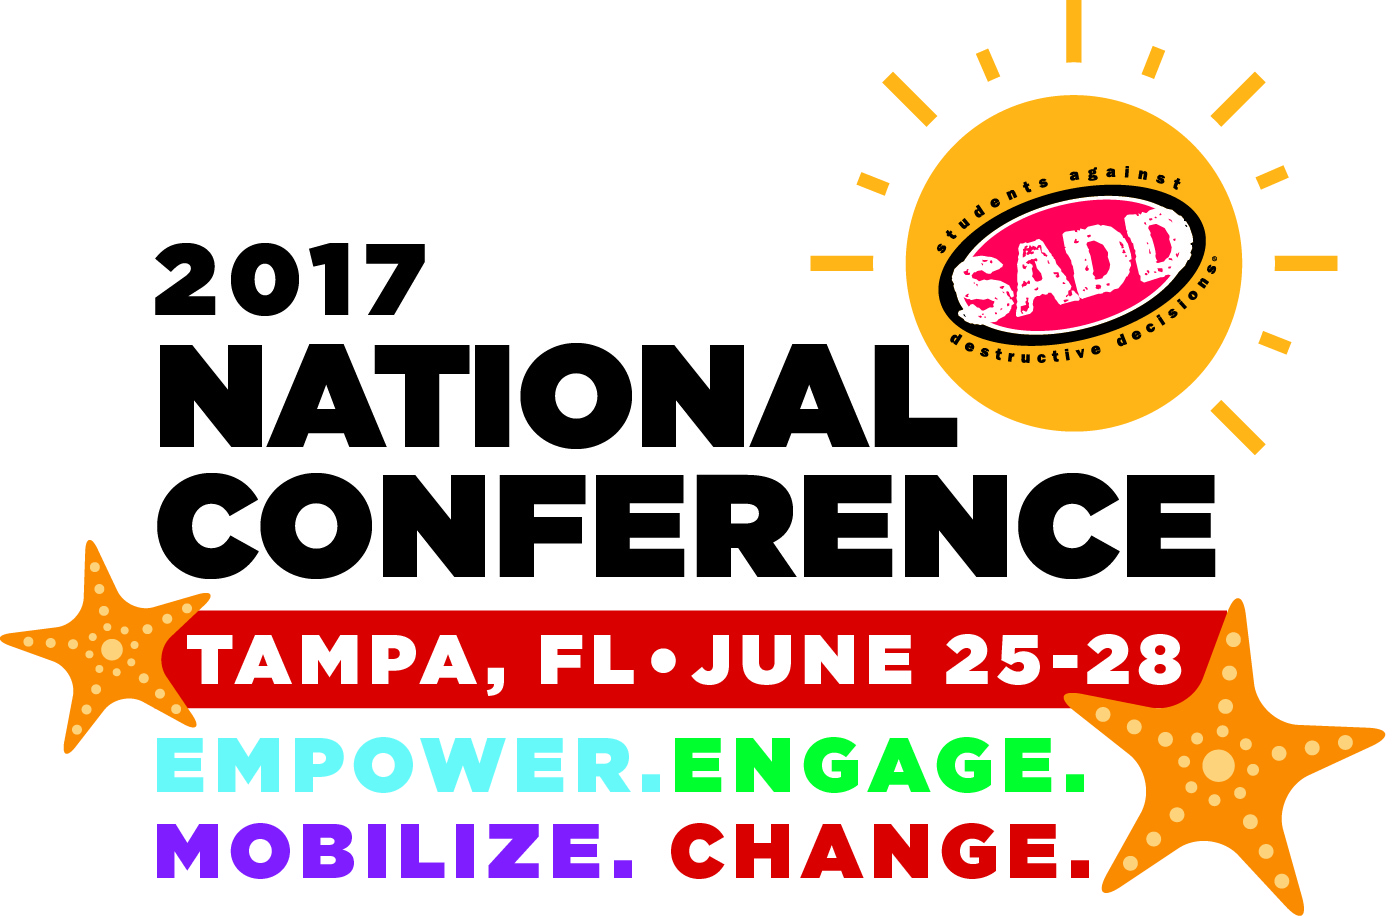 students against
SADD
destructive decisions®
2017
NATIONAL
CONFERENCE
TAMPA, FL•JUNE 25-28
EMPOWER.ENGAGE.
MOBILIZE. CHANGE.